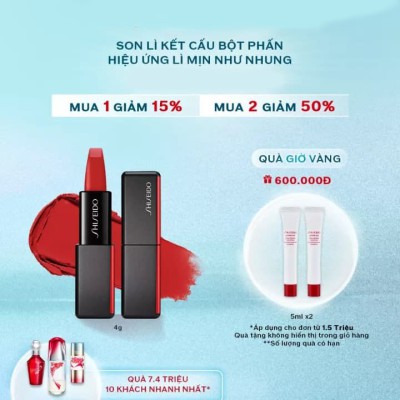 SON LÌ KẾT CẤU BỘT PHẤN
HIỆU ỨNG LÌ MỊN NHƯ NHUNG
MUA 1 GIẢM 15%
MUA 2 GIẢM 50%
QUÀ GIỜ VÀNG
600.000Đ
SHISEIDO
SHISEIDO
4g
5ml x2
*Áp dụng cho đơn từ 1.5 Triệu
Quà tặng không hiển thị trong giỏ hàng
**Số lượng quà có hạn
QUÀ 7.4 TRIỆU
10 KHÁCH NHANH NHẤT*